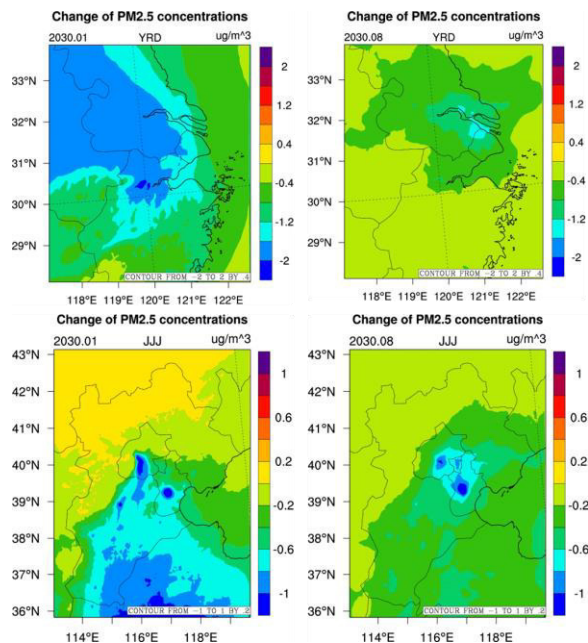 Change of PM2.5 concentrations
2030.01 YRD ug/m^3
33°N
32°N
31°N
30°N
29°N
118°E 119°E 120°E 121°E 122°E
CONTOUR FROM -2 TO 2 BY .4
2
1.2
0.4
-0.4
-1.2
-2
Change of PM2.5 concentrations
2030.08 YRD ug/m^3
33°N
32°N
31°N
30°N
29°N
118°E 119°E 120°E 121°E 122°E
CONTOUR FROM -2 TO 2 BY .4
2
1.2
0.4
-0.4
-1.2
-2
Change of PM2.5 concentrations
2030.01 JJJ ug/m^3
43°N
42°N
41°N
40°N
39°N
38°N
37°N
36°N
114°E 116°E 118°E
CONTOUR FROM -1 TO 1 BY .2
1
0.6
0.2
-0.2
-0.6
-1
Change of PM2.5 concentrations
2030.08 JJJ ug/m^3
43°N
42°N
41°N
40°N
39°N
38°N
37°N
36°N
114°E 116°E 118°E
CONTOUR FROM -1 TO 1 BY .2
1
0.6
0.2
-0.2
-0.6
-1